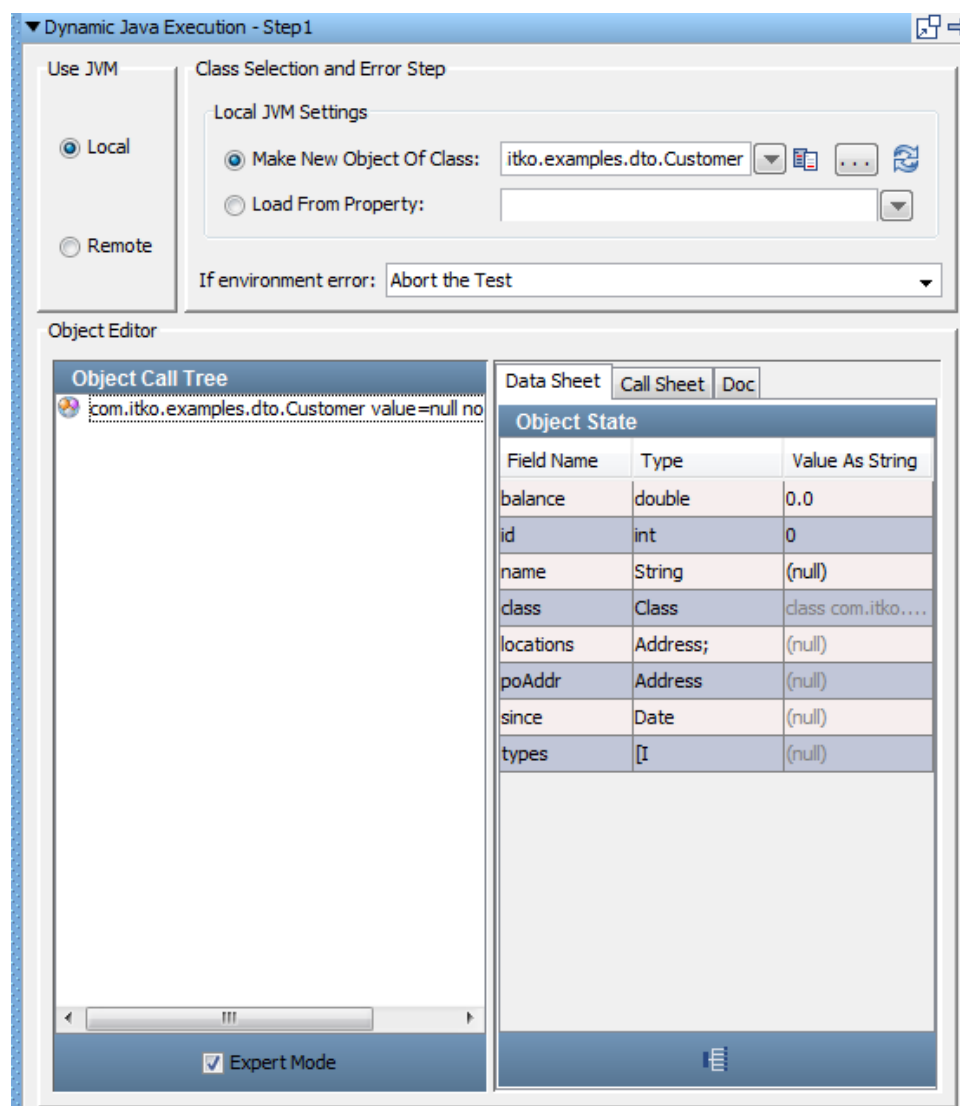 Dynamic Java Execution - Step1
Use JVM
Class Selection and Error Step
Local JVM Settings
Local
Make New Object Of Class: itko.examples.dto.Customer ...
Load From Property:
Remote
If environment error: Abort the Test
Object Editor
Object Call Tree
com.itko.examples.dto.Customer value=null no
Data Sheet Call Sheet Doc
Object State
Field Name Type Value As String
balance double 0.0
id int 0
name String (null)
class Class class com.itko....
locations Address; (null)
poAddr Address (null)
since Date (null)
types [I (null)
Expert Mode